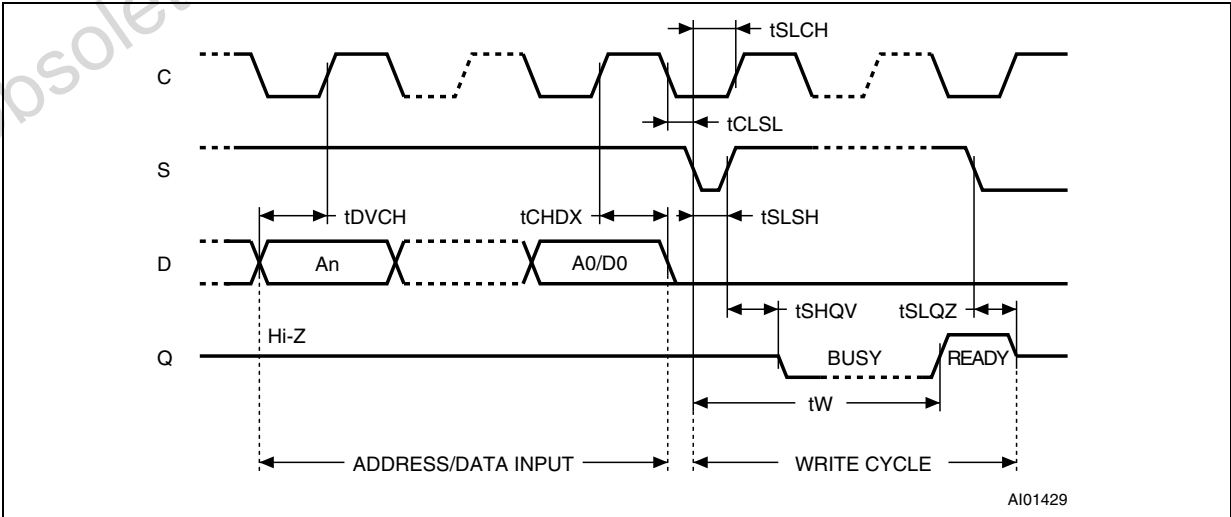 tSLCH
C
tCLSL
S
tDVCH
tCHDX
tSLSH
D
An
A0/D0
tSHQV
tSLQZ
Hi-Z
Q
BUSY
READY
tW
ADDRESS/DATA INPUT
WRITE CYCLE
AI01429